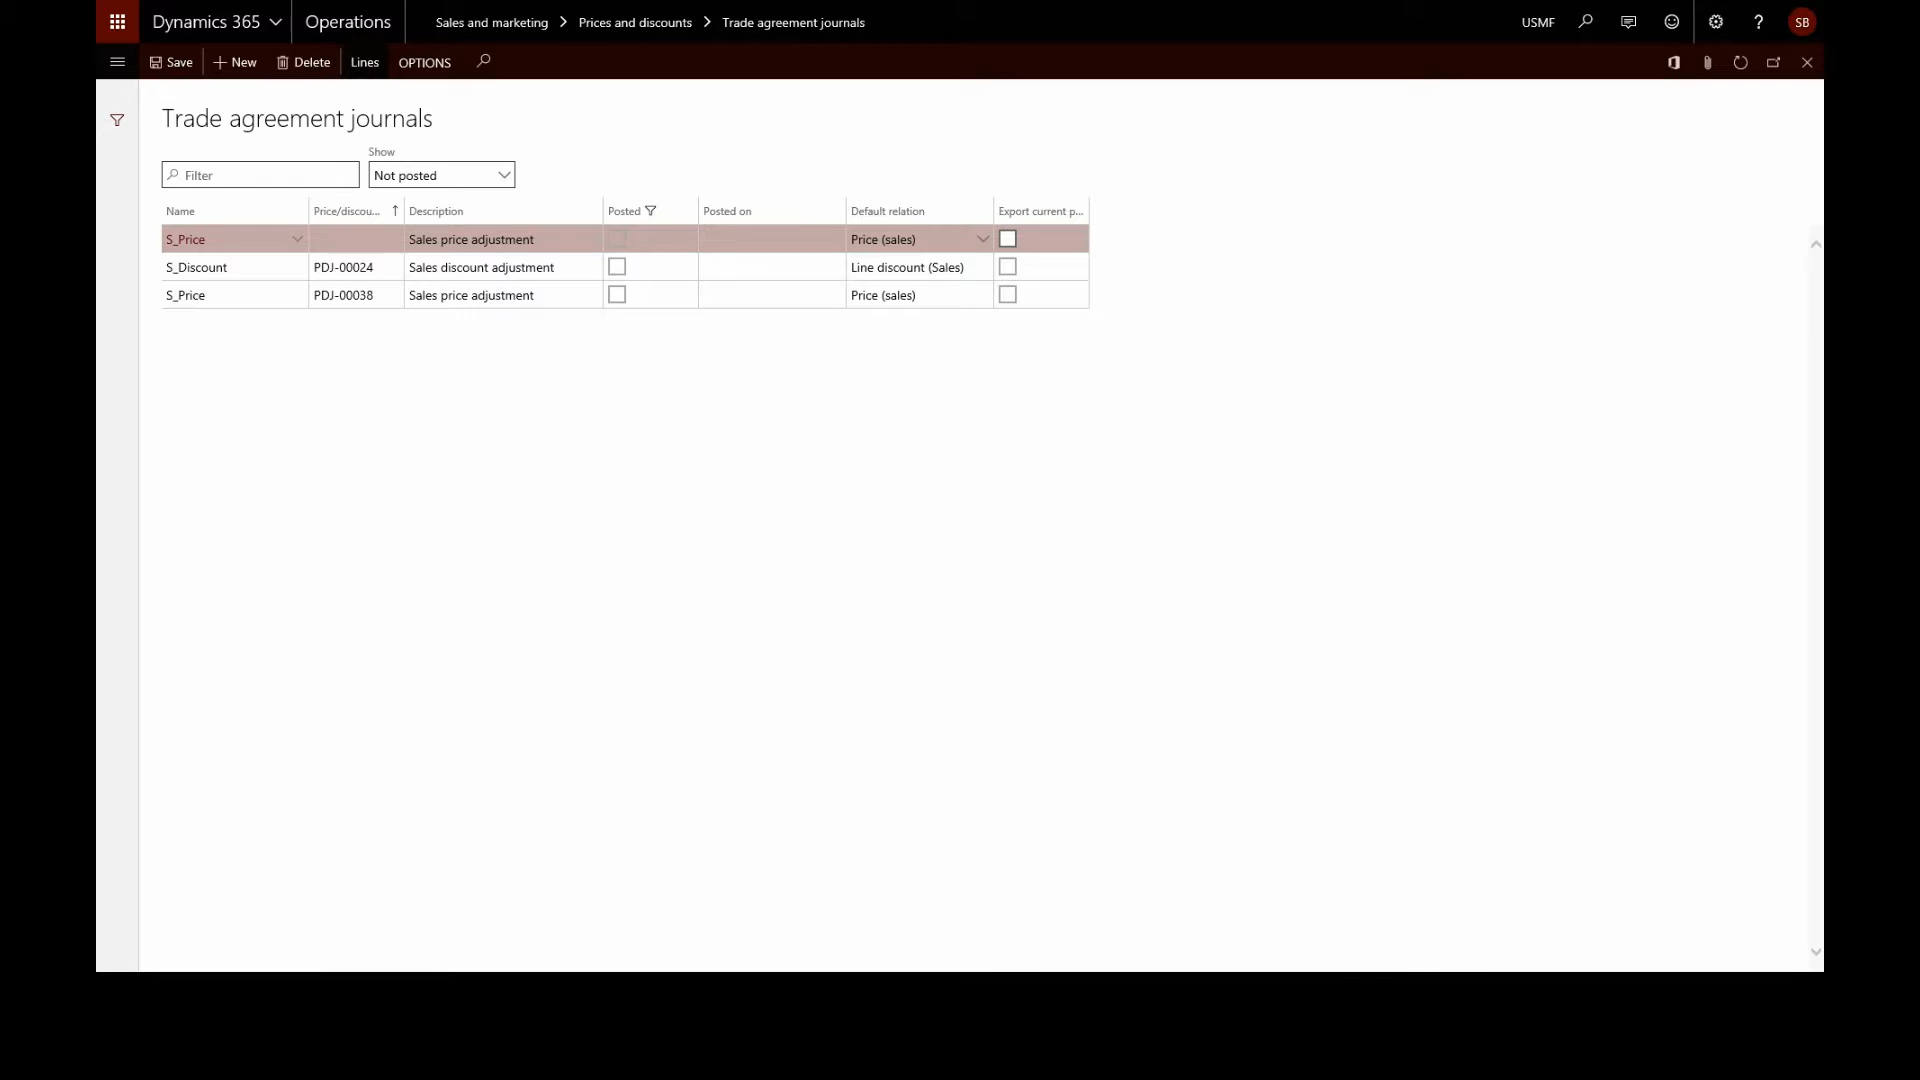 Dynamics 365 Operations Sales and marketing Prices and discounts Trade agreement journals USMF ? SB
Save New Delete Lines OPTIONS
Trade agreement journals
Show
Filter Not posted
Name Price/discou... Description Posted Posted on Default relation Export current p...
S_Price Sales price adjustment Price (sales)
S_Discount PDJ-00024 Sales discount adjustment Line discount (Sales)
S_Price PDJ-00038 Sales price adjustment Price (sales)